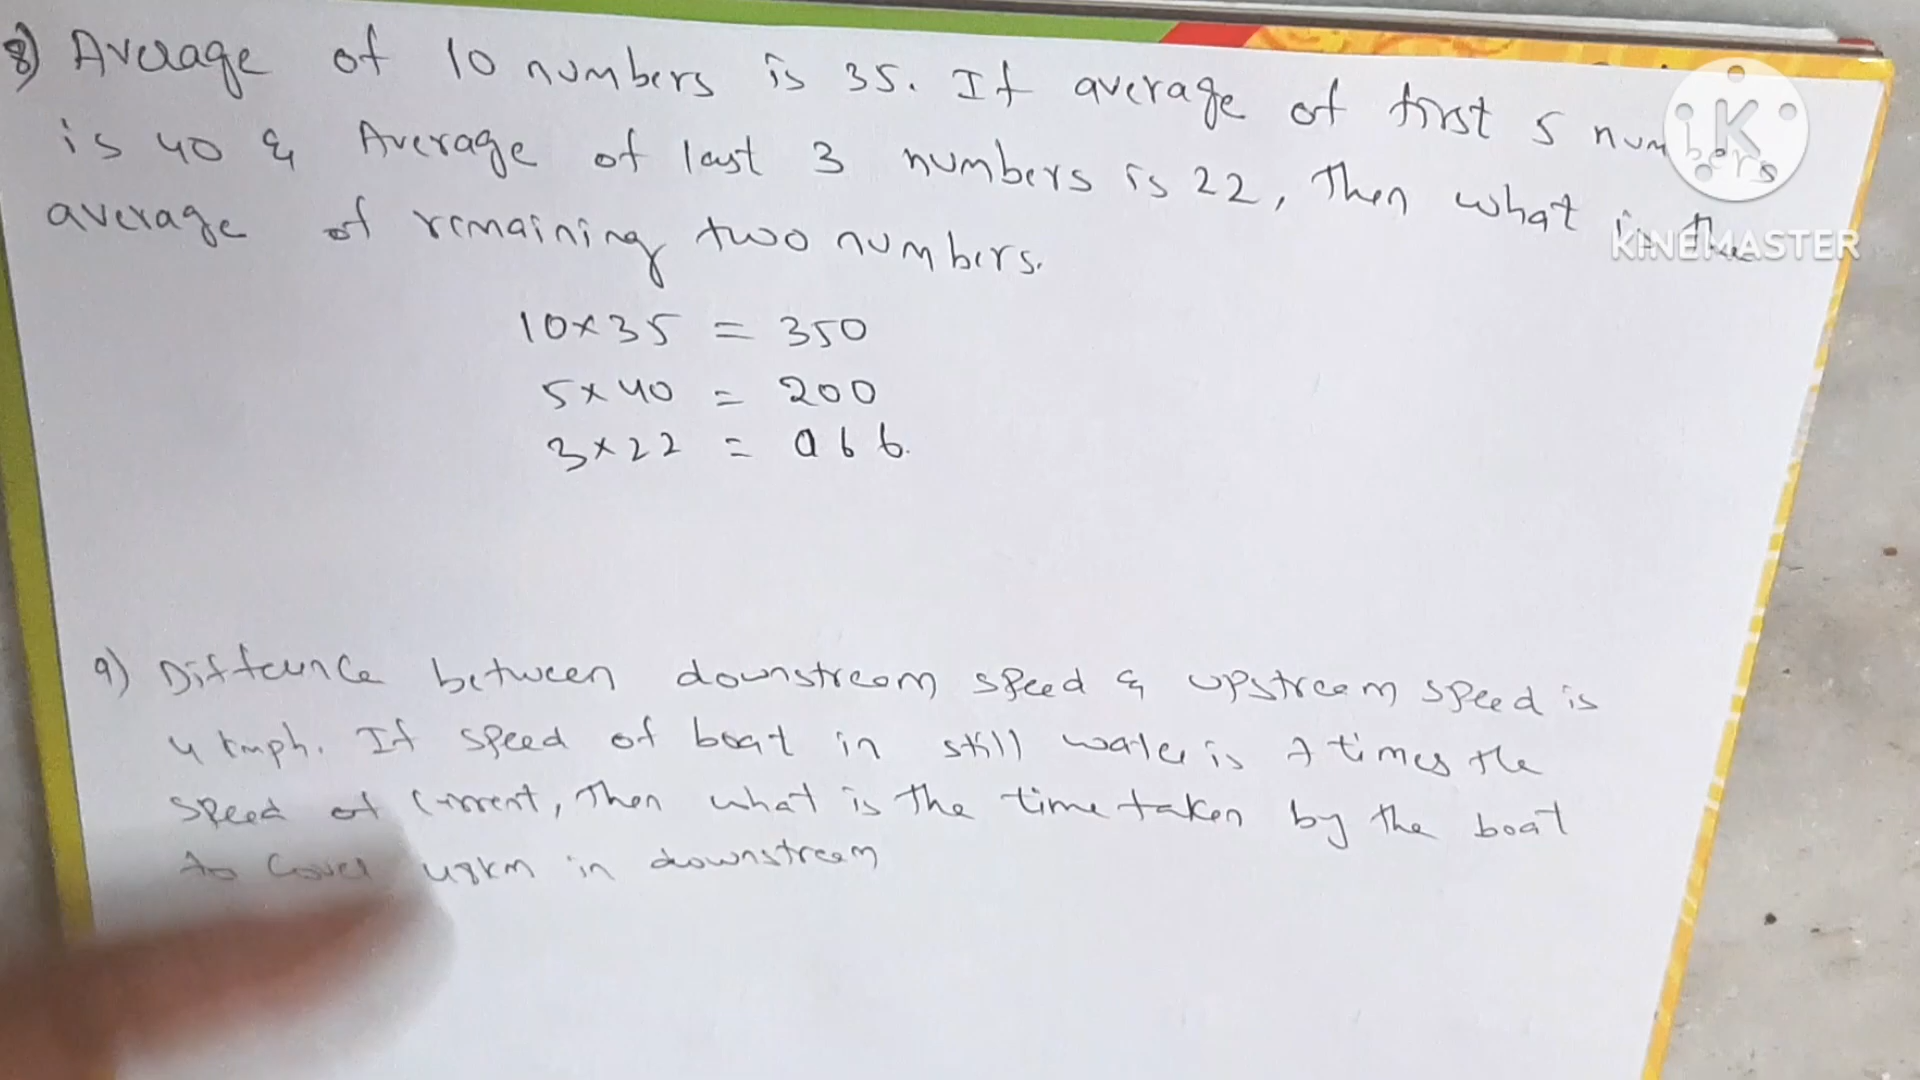 8) Average of 10 numbers is 35. If average of first 5 numbers
is 40 & Average of last 3 numbers is 22, Then what is the
average of remaining two numbers.
10×35 = 350
5×40 = 200
3×22 = 066.
9) Difference between downstream speed & upstream speed is
4 kmph. If speed of boat in still water is 7 times the
speed of current, Then what is the time taken by the boat
to cover 48km in downstream
K
KINEMASTER